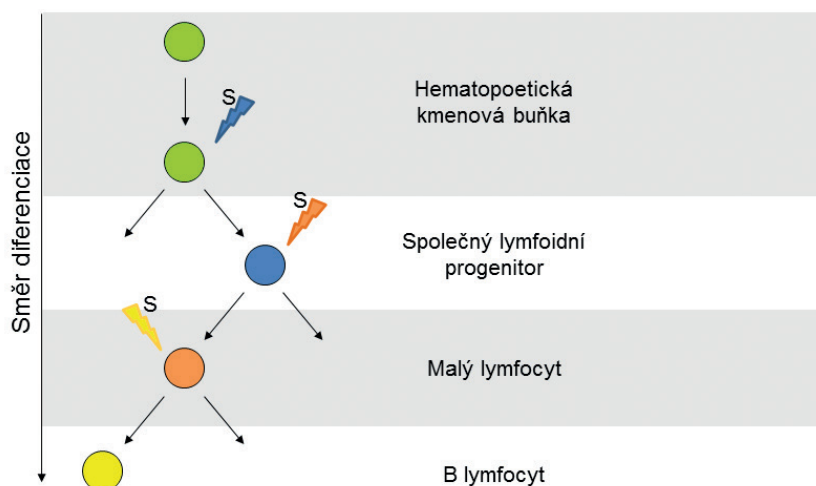 Směr diferenciace
S
Hematopoetická
kmenová buňka
S
Společný lymfoidní
progenitor
S
Malý lymfocyt
B lymfocyt